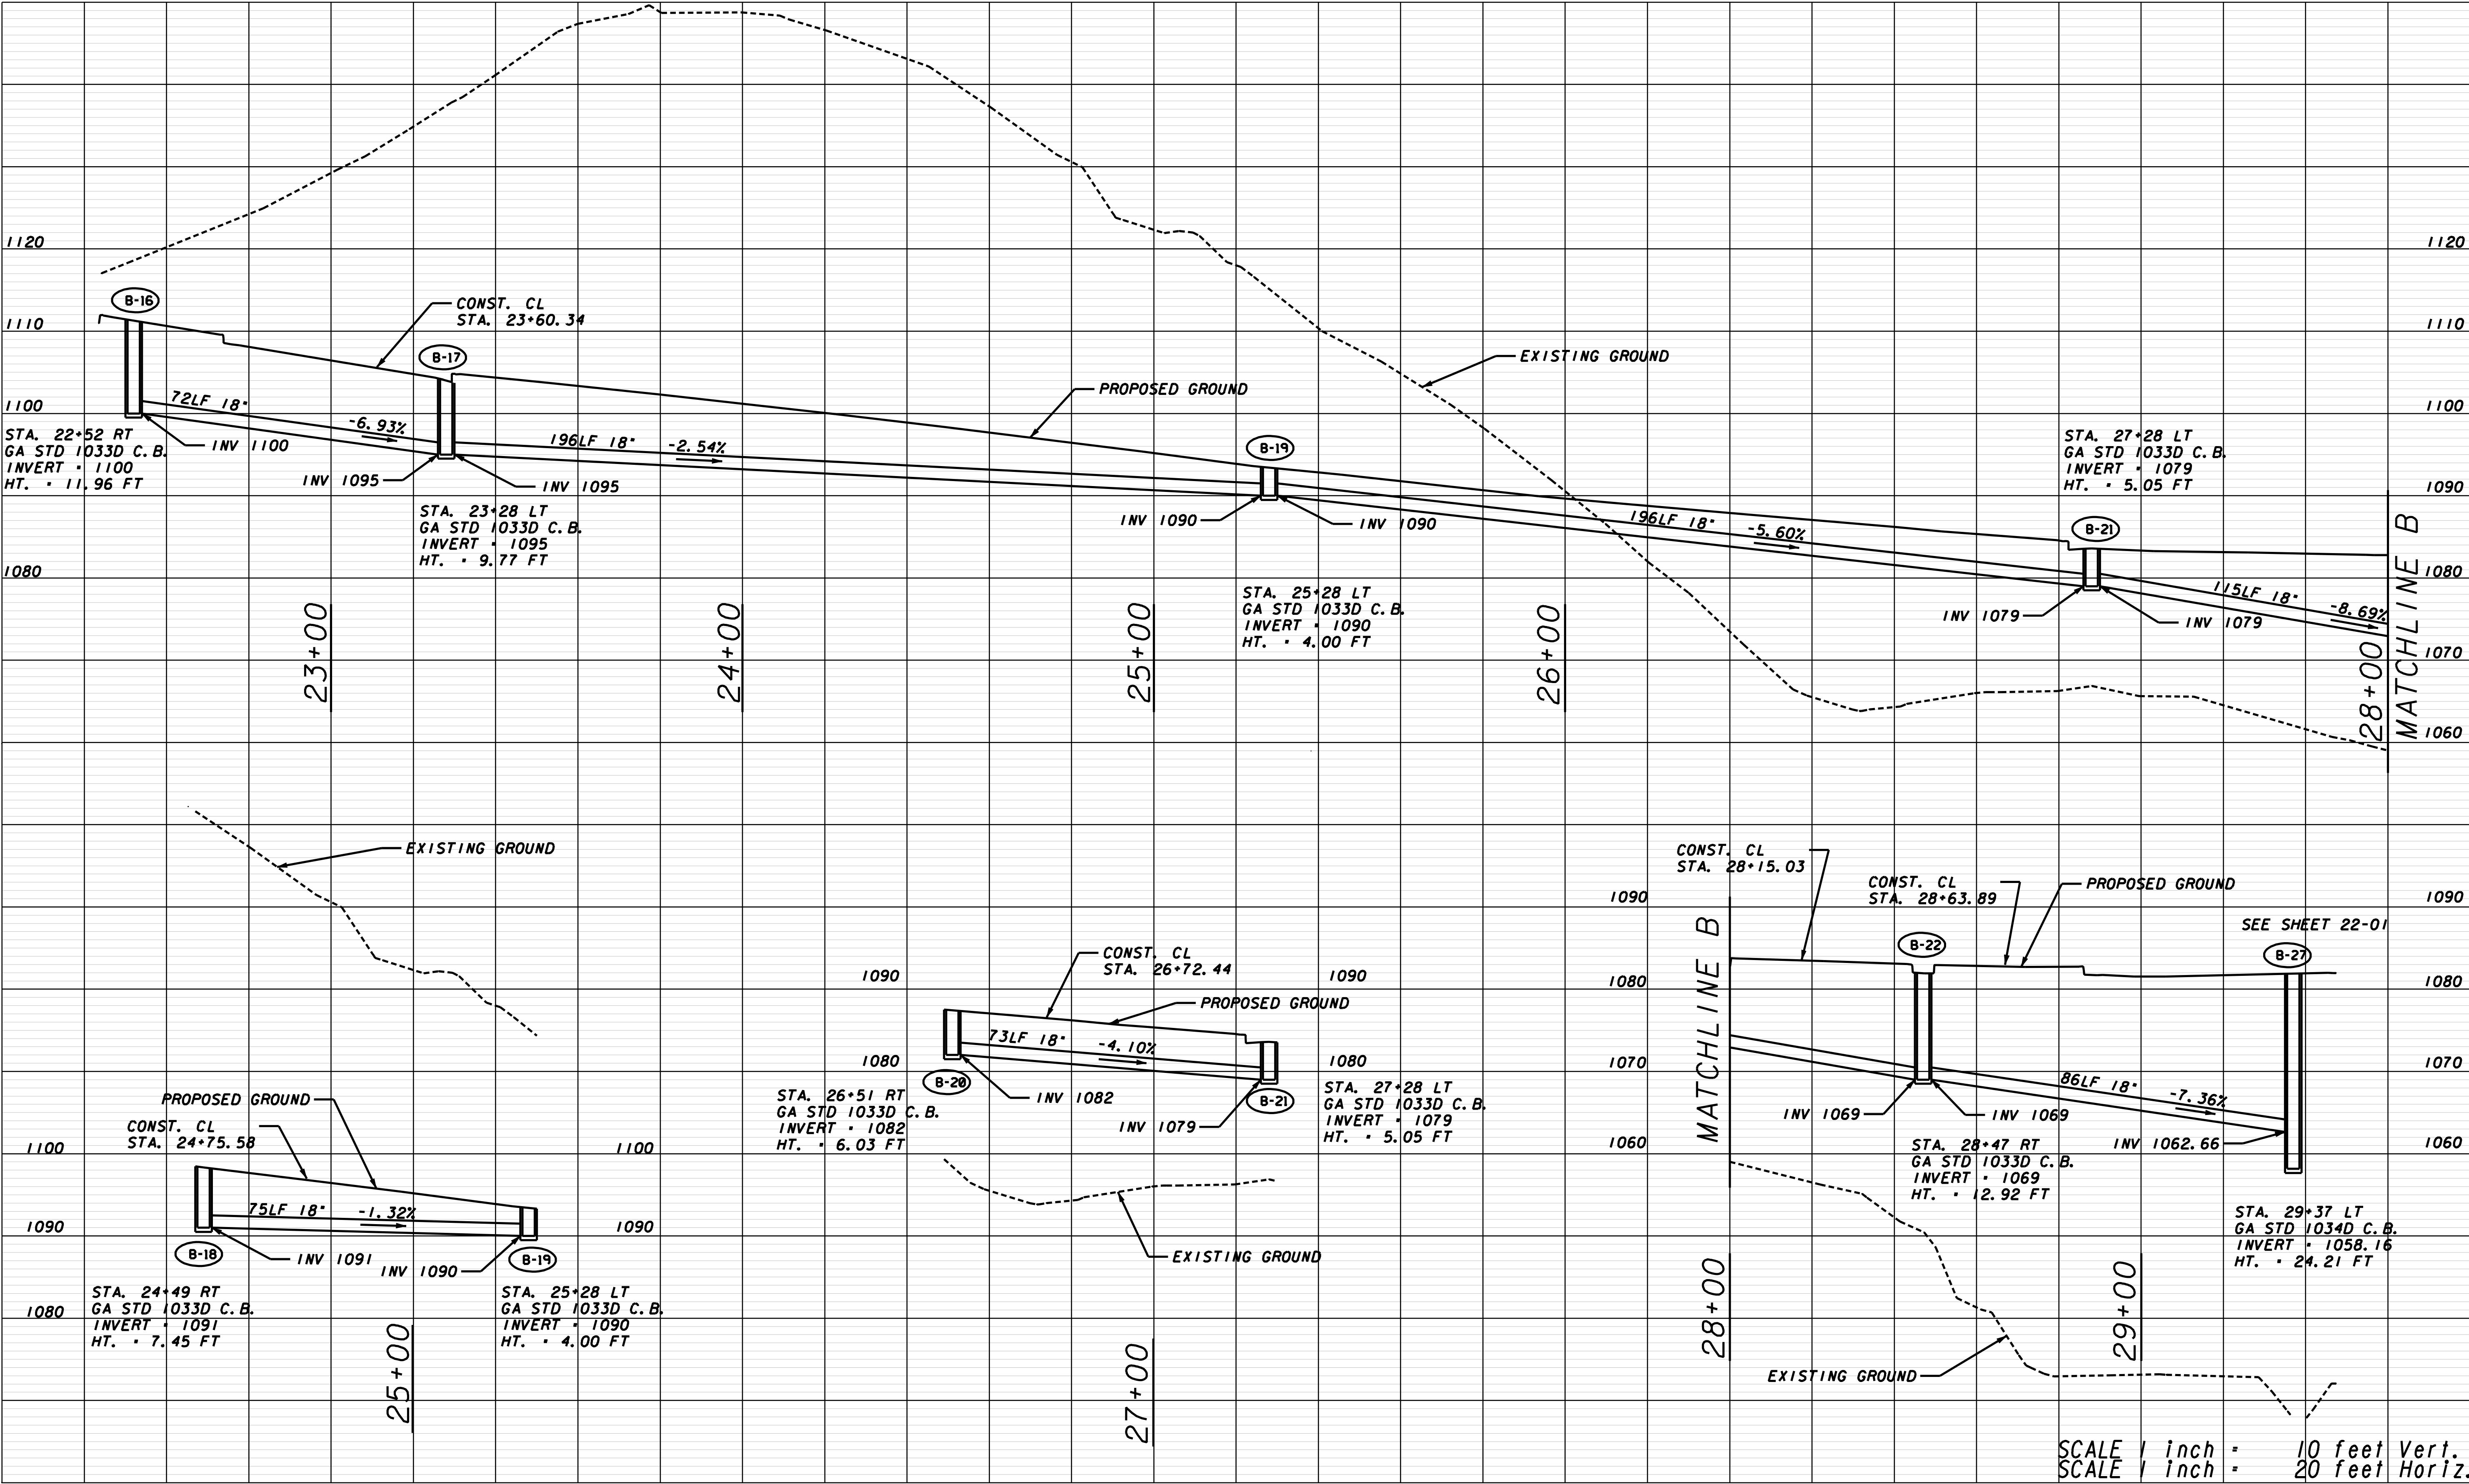 1120
1120
B-16
CONST. CL
STA. 23+60.34
1110
1110
B-17
EXISTING GROUND
PROPOSED GROUND
72LF 18"
1100
1100
-6.93%
STA. 22+52 RT
GA STD 1033D C.B.
INVERT = 1100
HT. = 11.96 FT
INV 1100
196LF 18"
-2.54%
B-19
STA. 27+28 LT
GA STD 1033D C.B.
INVERT = 1079
HT. = 5.05 FT
INV 1095
INV 1095
1090
STA. 23+28 LT
GA STD 1033D C.B.
INVERT = 1095
HT. = 9.77 FT
INV 1090
INV 1090
196LF 18"
-5.60%
B-21
1080
1080
STA. 25+28 LT
GA STD 1033D C.B.
INVERT = 1090
HT. = 4.00 FT
115LF 18"
-8.69%
INV 1079
INV 1079
23+00
24+00
25+00
26+00
28+00
MATCHLINE B
1070
1060
EXISTING GROUND
CONST. CL
STA. 28+15.03
CONST. CL
STA. 28+63.89
PROPOSED GROUND
1090
1090
SEE SHEET 22-01
MATCHLINE B
B-22
B-27
CONST. CL
STA. 26+72.44
1090
1090
1080
1080
PROPOSED GROUND
73LF 18"
-4.10%
1080
1080
1070
1070
B-20
STA. 26+51 RT
GA STD 1033D C.B.
INVERT = 1082
HT. = 6.03 FT
INV 1082
INV 1079
B-21
STA. 27+28 LT
GA STD 1033D C.B.
INVERT = 1079
HT. = 5.05 FT
86LF 18"
-7.36%
INV 1069
INV 1069
INV 1062.66
1060
1060
STA. 28+47 RT
GA STD 1033D C.B.
INVERT = 1069
HT. = 12.92 FT
PROPOSED GROUND
CONST. CL
STA. 24+75.58
1100
1100
75LF 18"
-1.32%
1090
1090
B-18
INV 1091
INV 1090
B-19
EXISTING GROUND
STA. 29+37 LT
GA STD 1034D C.B.
INVERT = 1058.16
HT. = 24.21 FT
STA. 24+49 RT
GA STD 1033D C.B.
INVERT = 1091
HT. = 7.45 FT
1080
STA. 25+28 LT
GA STD 1033D C.B.
INVERT = 1090
HT. = 4.00 FT
25+00
27+00
28+00
29+00
EXISTING GROUND
SCALE 1 inch = 10 feet Vert.
SCALE 1 inch = 20 feet Horiz.